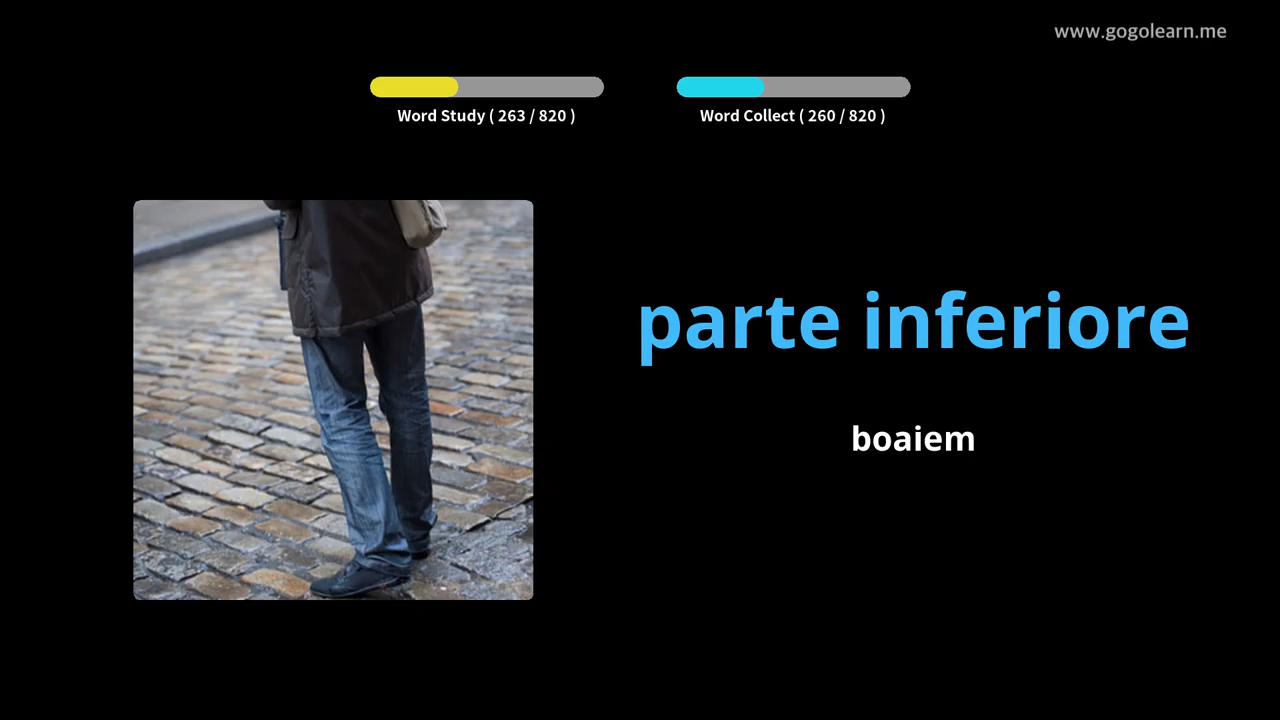 www.gogolearn.me
Word Study ( 263 / 820 )
Word Collect ( 260 / 820 )
parte inferiore
boaiem